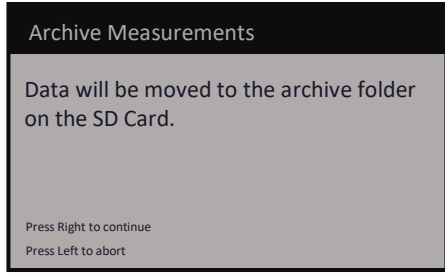 Archive Measurements
Data will be moved to the archive folder
on the SD Card.
Press Right to continue
Press Left to abort